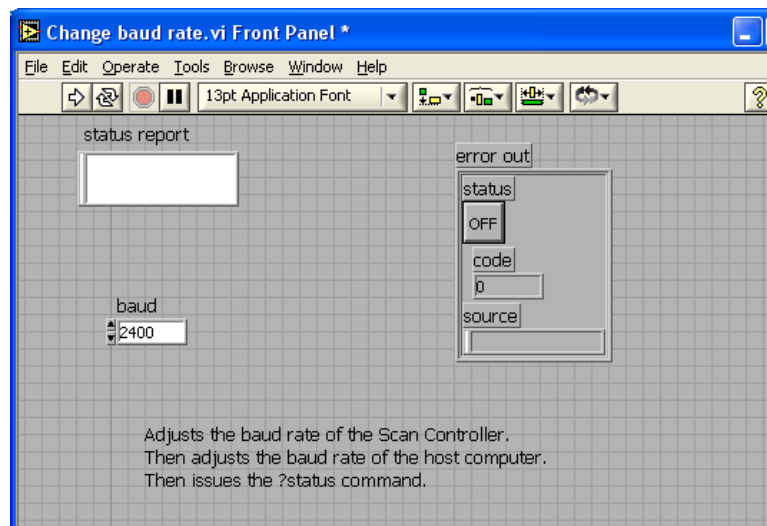 Change baud rate.vi Front Panel *
File Edit Operate Tools Browse Window Help
13pt Application Font
?
status report
error out
status
OFF
code
0
source
baud
2400
Adjusts the baud rate of the Scan Controller.
Then adjusts the baud rate of the host computer.
Then issues the ?status command.